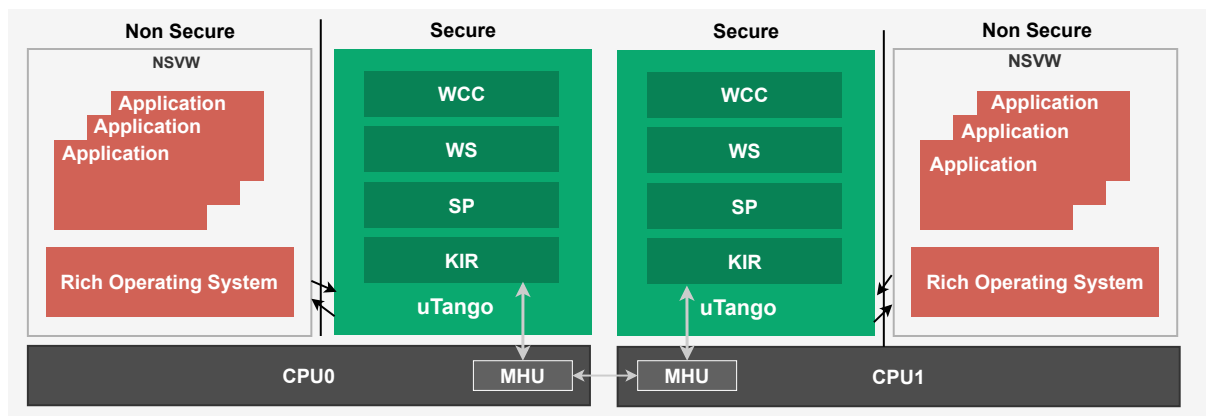 Non Secure
Secure
Secure
Non Secure
NSVW
Application
Application
Application
Rich Operating System
WCC
WS
SP
KIR
uTango
WCC
WS
SP
KIR
uTango
NSVW
Application
Application
Application
Rich Operating System
CPU0
MHU
MHU
CPU1